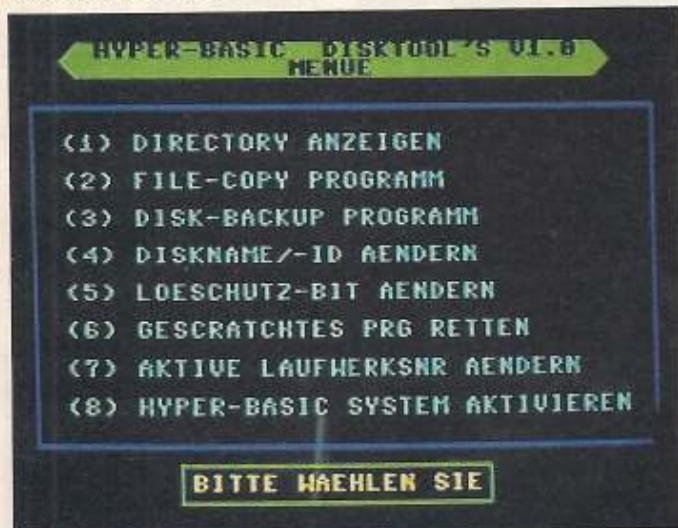 HYPER-BASIC DISKTOOL'S V1.0
MENUE
(1) DIRECTORY ANZEIGEN
(2) FILE-COPY PROGRAMM
(3) DISK-BACKUP PROGRAMM
(4) DISKNAME/-ID AENDERN
(5) LOESCHUTZ-BIT AENDERN
(6) GESCRATCHTES PRG RETTEN
(7) AKTIVE LAUFWERKSNR AENDERN
(8) HYPER-BASIC SYSTEM AKTIVIEREN
BITTE WAEHLEN SIE